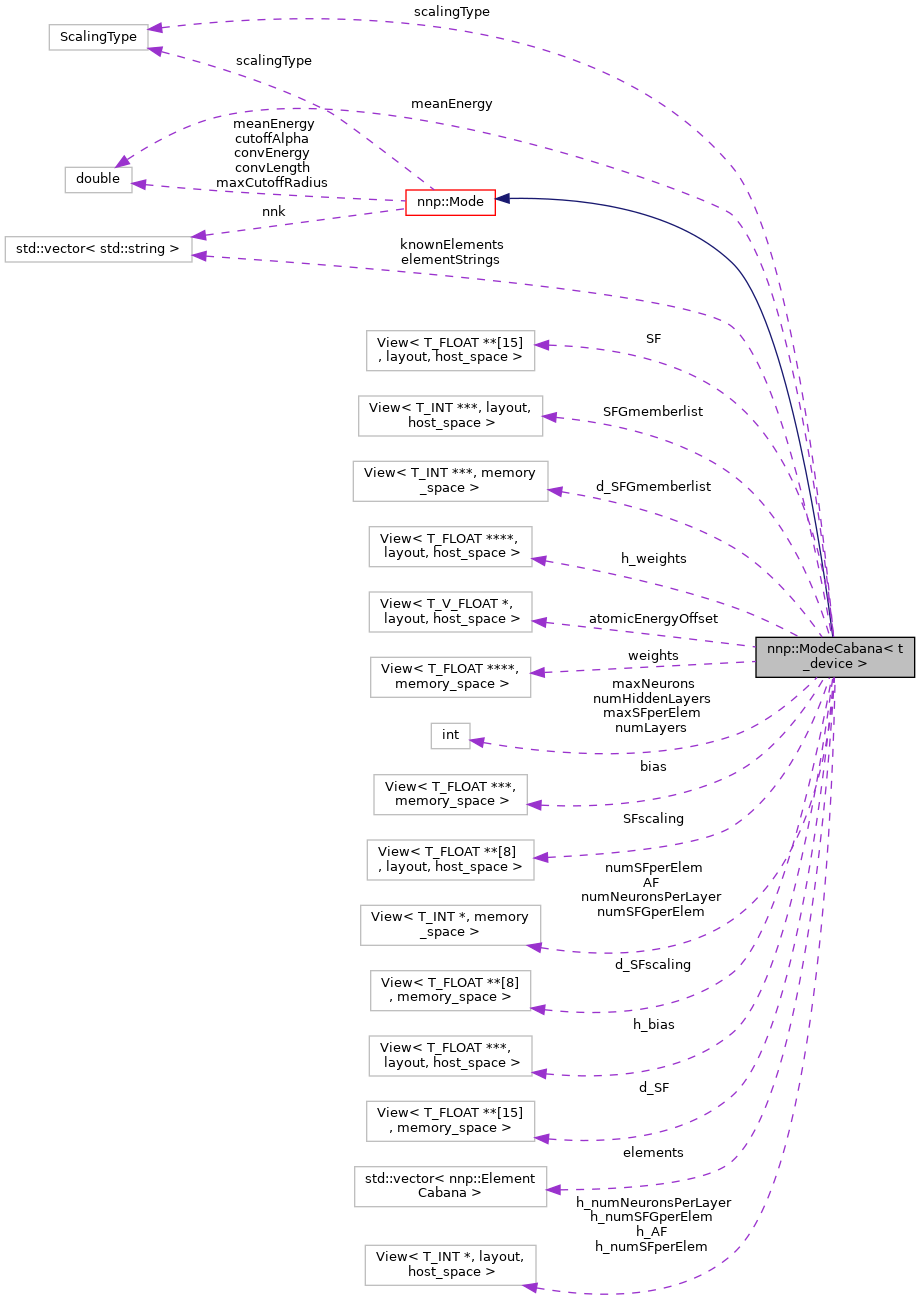 scalingType
ScalingType
scalingType
meanEnergy
meanEnergy
cutoffAlpha
convEnergy
convLength
maxCutoffRadius
double
nnp::Mode
nnk
std::vector< std::string >
knownElements
elementStrings
SF
View< T_FLOAT **[15]
, layout, host_space >
SFGmemberlist
View< T_INT ***, layout,
host_space >
d_SFGmemberlist
View< T_INT ***, memory
_space >
h_weights
View< T_FLOAT ****,
layout, host_space >
atomicEnergyOffset
View< T_V_FLOAT *,
layout, host_space >
nnp::ModeCabana< t
_device >
weights
View< T_FLOAT ****,
memory_space >
maxNeurons
numHiddenLayers
maxSFperElem
numLayers
int
bias
View< T_FLOAT ***,
memory_space >
SFscaling
View< T_FLOAT **[8]
, layout, host_space >
numSFperElem
AF
numNeuronsPerLayer
numSFGperElem
View< T_INT *, memory
_space >
d_SFscaling
View< T_FLOAT **[8]
, memory_space >
h_bias
View< T_FLOAT ***,
layout, host_space >
d_SF
View< T_FLOAT **[15]
, memory_space >
elements
std::vector< nnp::Element
Cabana >
h_numNeuronsPerLayer
h_numSFGperElem
h_AF
h_numSFperElem
View< T_INT *, layout,
host_space >